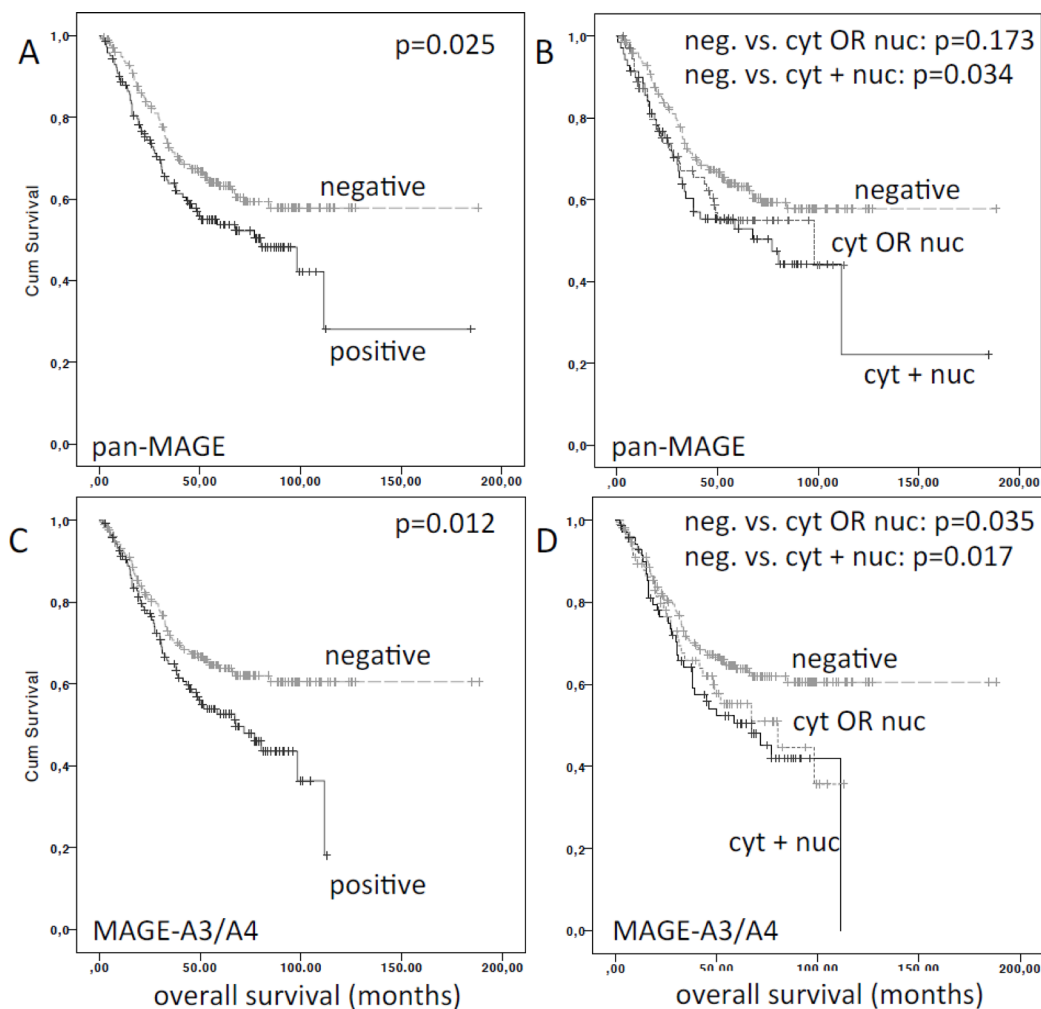 A
p=0.025
1,0
0,8
0,6
0,4
0,2
0,0
Cum Survival
negative
positive
pan-MAGE
,00
50,00
100,00
150,00
200,00
B
neg. vs. cyt OR nuc: p=0.173
neg. vs. cyt + nuc: p=0.034
1,0
0,8
0,6
0,4
0,2
0,0
negative
cyt OR nuc
cyt + nuc
pan-MAGE
,00
50,00
100,00
150,00
200,00
C
p=0.012
1,0
0,8
0,6
0,4
0,2
0,0
Cum Survival
negative
positive
MAGE-A3/A4
,00
50,00
100,00
150,00
200,00
overall survival (months)
D
neg. vs. cyt OR nuc: p=0.035
neg. vs. cyt + nuc: p=0.017
1,0
0,8
0,6
0,4
0,2
0,0
negative
cyt OR nuc
cyt + nuc
MAGE-A3/A4
,00
50,00
100,00
150,00
200,00
overall survival (months)